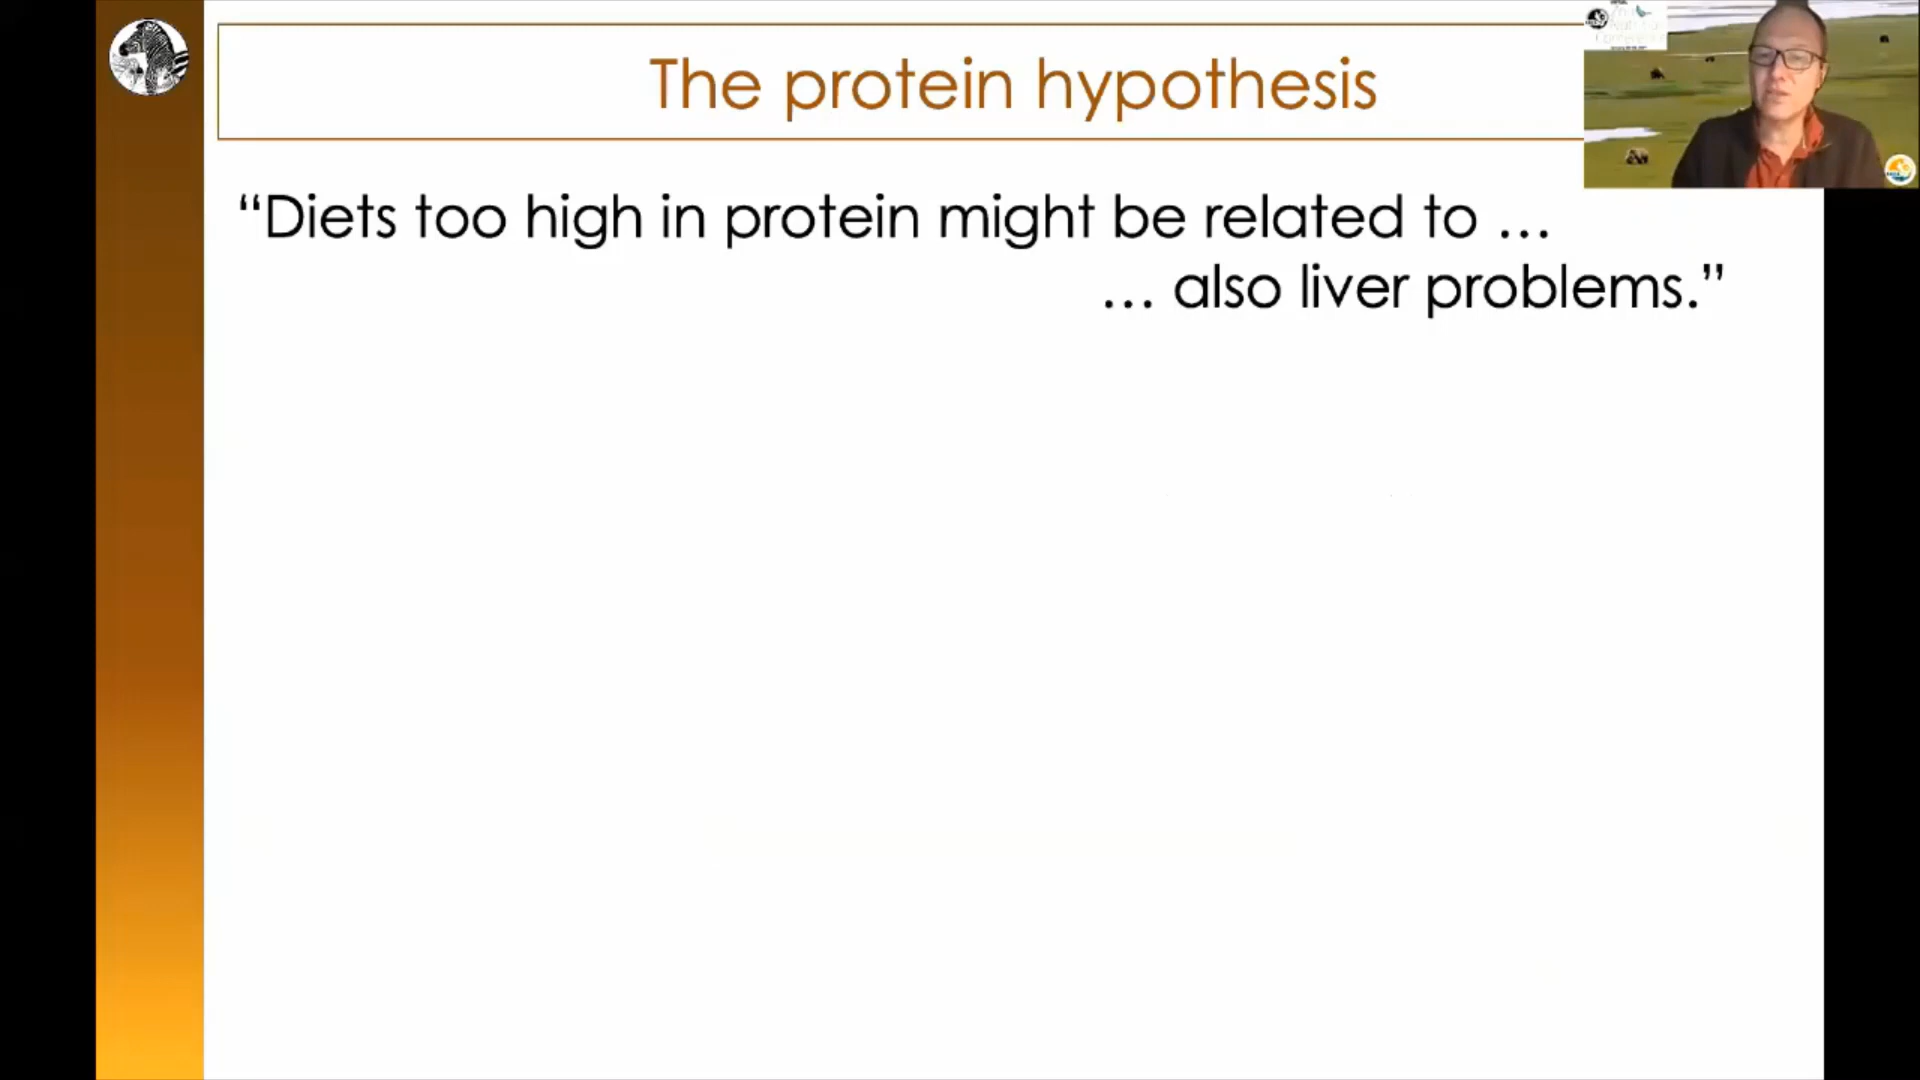 The protein hypothesis
“Diets too high in protein might be related to …
… also liver problems.”